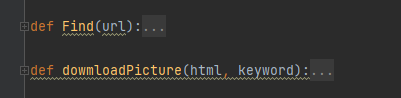 def Find(url):...
def dowmloadPicture(html, keyword):...